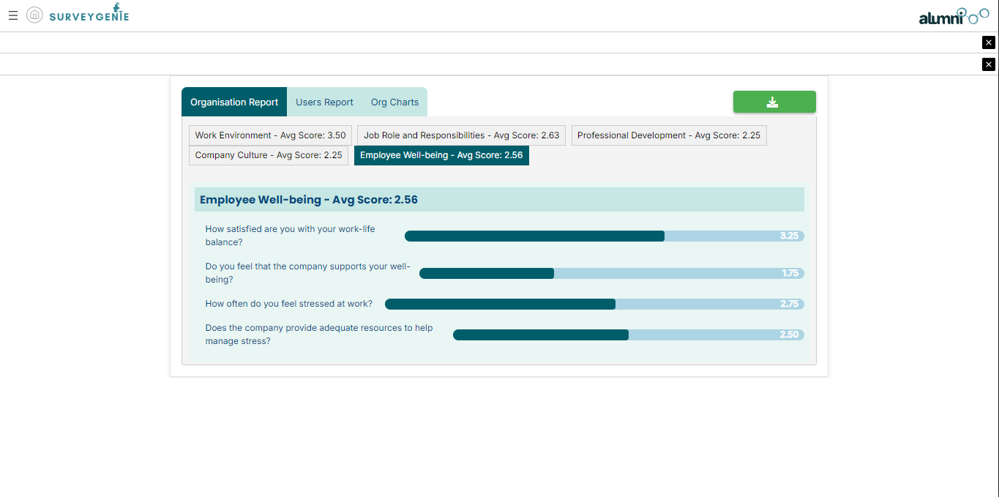 SURVEYGENIE
alumni
Organisation Report
Users Report
Org Charts
Work Environment - Avg Score: 3.50
Job Role and Responsibilities - Avg Score: 2.63
Professional Development - Avg Score: 2.25
Company Culture - Avg Score: 2.25
Employee Well-being - Avg Score: 2.56
Employee Well-being - Avg Score: 2.56
How satisfied are you with your work-life
balance?
3.25
Do you feel that the company supports your well-
being?
1.75
How often do you feel stressed at work?
2.75
Does the company provide adequate resources to help
manage stress?
2.50